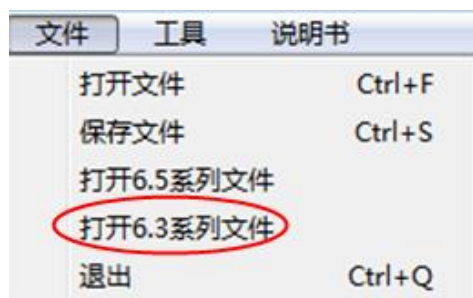 文件 工具 说明书
打开文件 Ctrl+F
保存文件 Ctrl+S
打开6.5系列文件
打开6.3系列文件
退出 Ctrl+Q